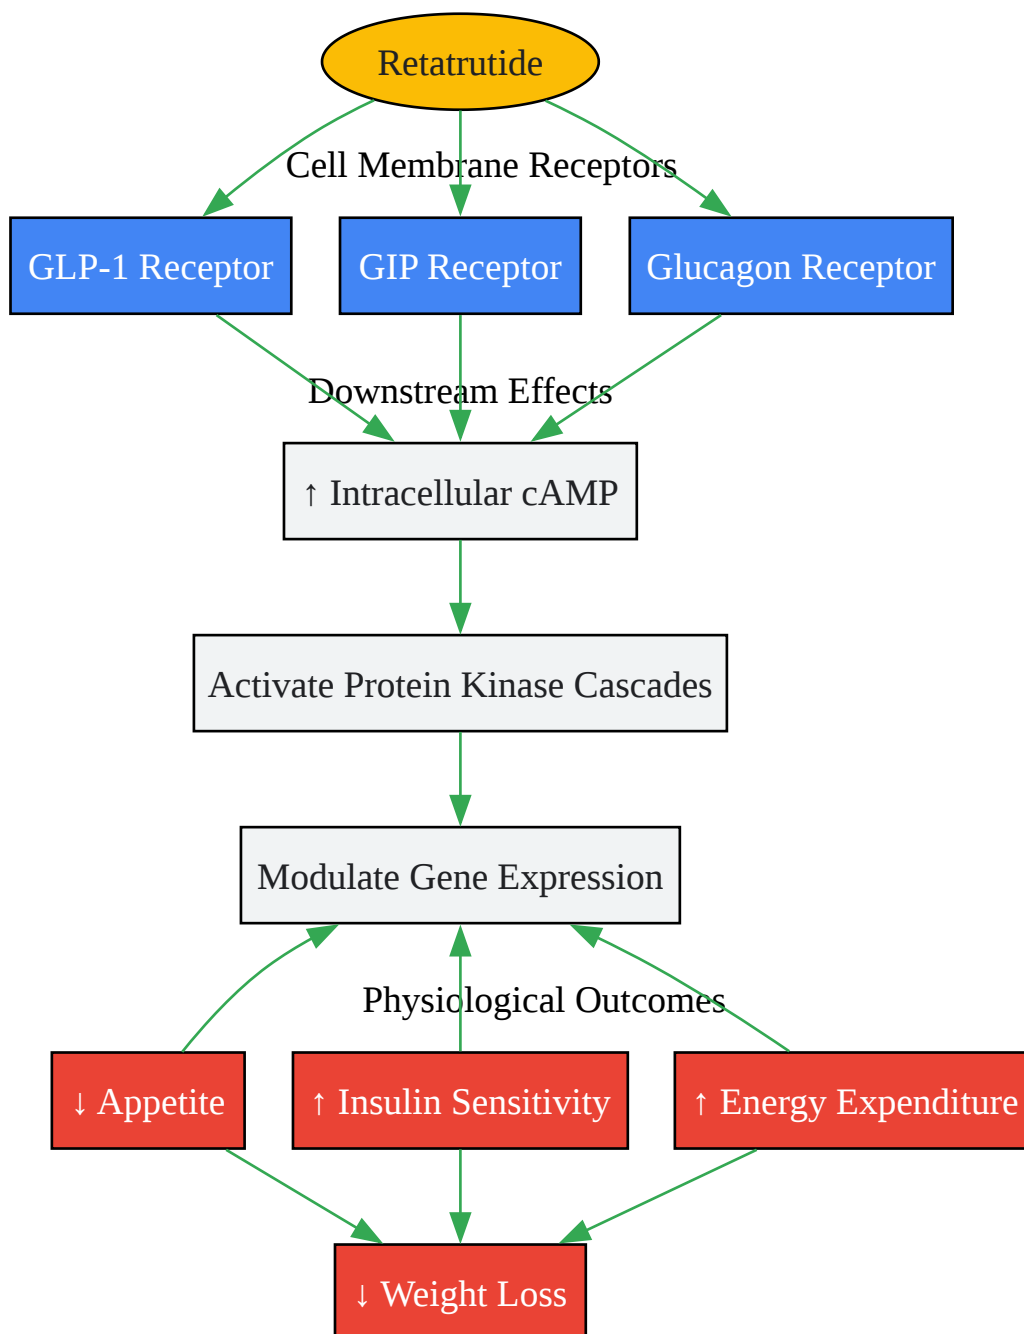 Retatrutide
Cell Membrane Receptors
GLP-1 Receptor
GIP Receptor
Glucagon Receptor
Downstream Effects
↑ Intracellular cAMP
Activate Protein Kinase Cascades
Modulate Gene Expression
Physiological Outcomes
↓ Appetite
↑ Insulin Sensitivity
↑ Energy Expenditure
↓ Weight Loss